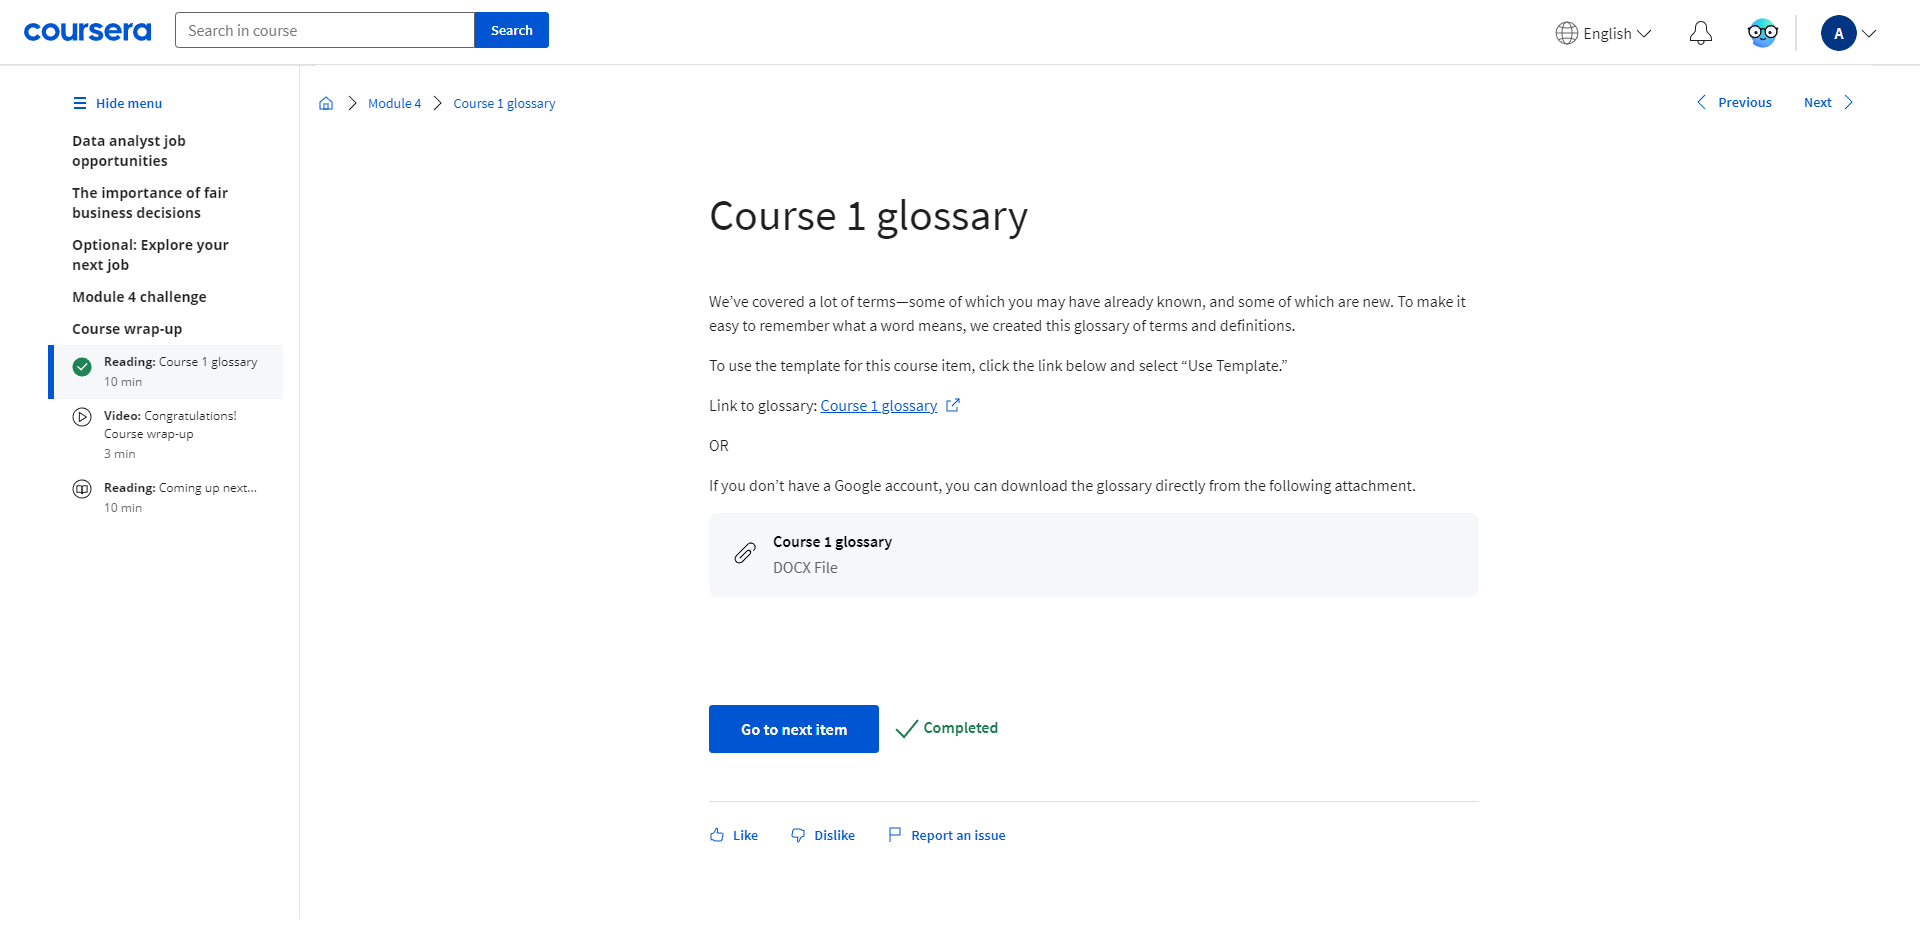 coursera
Search in course
Search
English
A
Hide menu
Data analyst job
opportunities
The importance of fair
business decisions
Optional: Explore your
next job
Module 4 challenge
Course wrap-up
Reading: Course 1 glossary
10 min
Video: Congratulations!
Course wrap-up
3 min
Reading: Coming up next...
10 min
Module 4
Course 1 glossary
Previous
Next
Course 1 glossary
We’ve covered a lot of terms—some of which you may have already known, and some of which are new. To make it
easy to remember what a word means, we created this glossary of terms and definitions.
To use the template for this course item, click the link below and select “Use Template.”
Link to glossary: Course 1 glossary
OR
If you don’t have a Google account, you can download the glossary directly from the following attachment.
Course 1 glossary
DOCX File
Go to next item
Completed
Like
Dislike
Report an issue